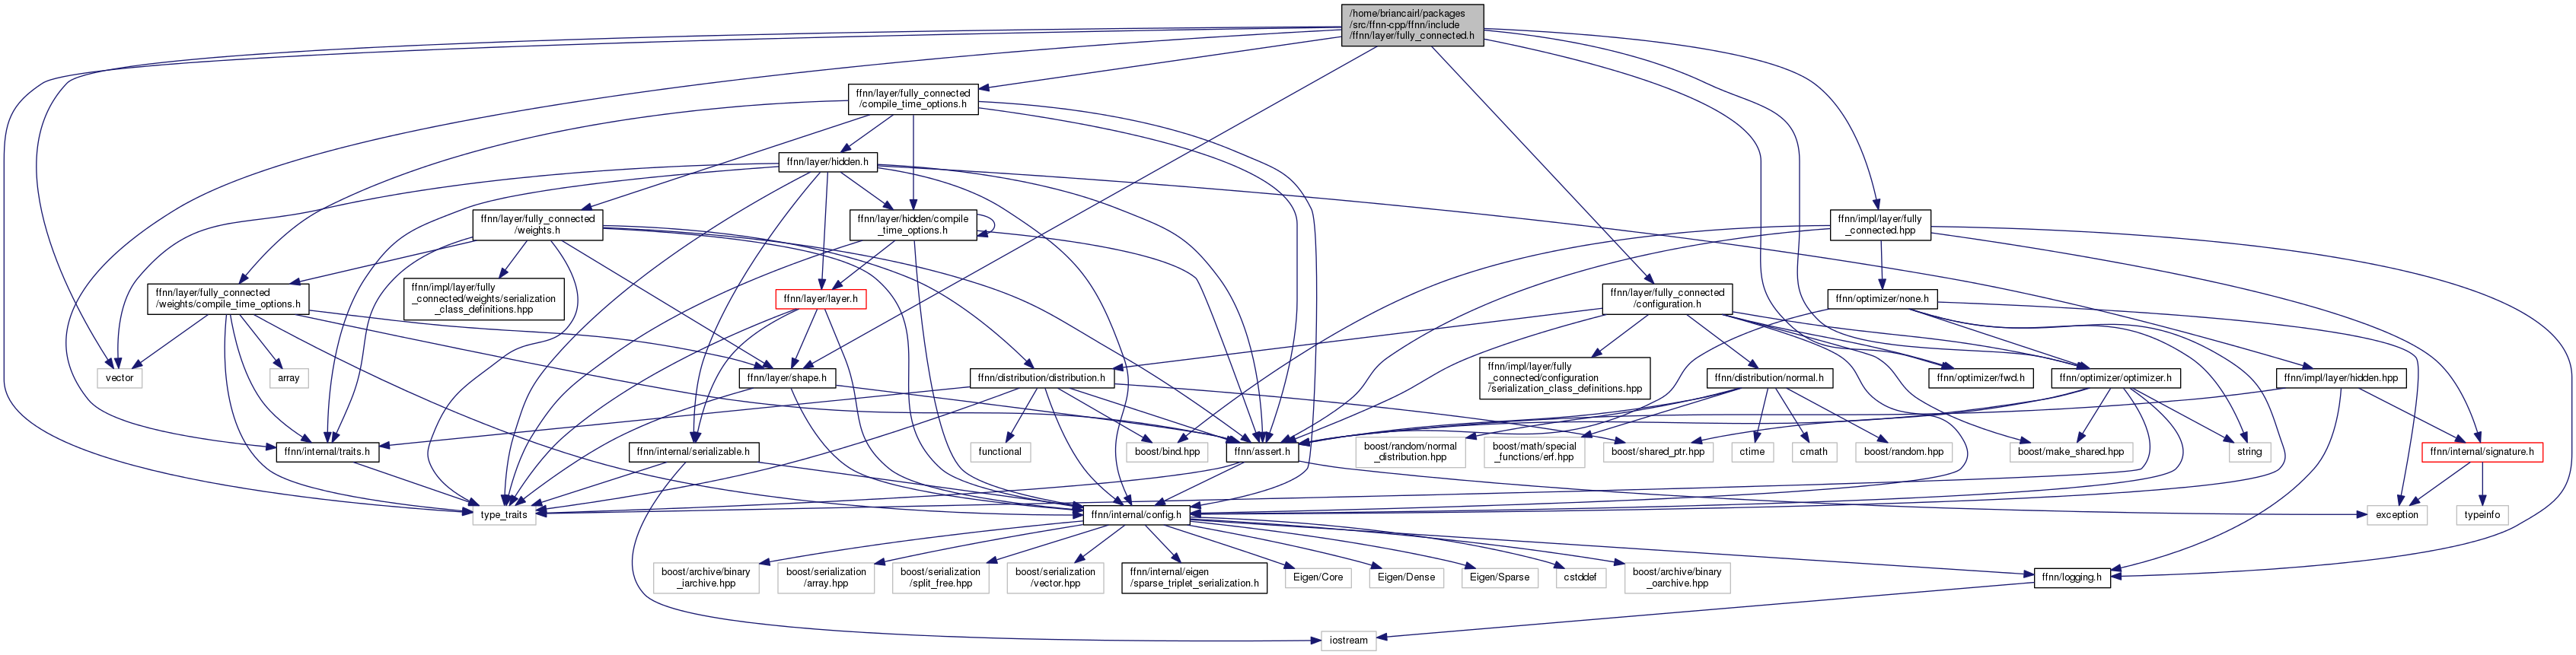 /home/briancairl/packages
/src/ffnn-cpp/ffnn/include
/ffnn/layer/fully_connected.h
ffnn/layer/fully_connected
/compile_time_options.h
ffnn/layer/hidden.h
ffnn/layer/fully_connected
/weights.h
ffnn/layer/hidden/compile
_time_options.h
ffnn/impl/layer/fully
_connected.hpp
ffnn/layer/fully_connected
/weights/compile_time_options.h
ffnn/impl/layer/fully
_connected/weights/serialization
_class_definitions.hpp
ffnn/layer/layer.h
ffnn/layer/fully_connected
/configuration.h
ffnn/optimizer/none.h
vector
array
ffnn/layer/shape.h
ffnn/distribution/distribution.h
ffnn/impl/layer/fully
_connected/configuration
/serialization_class_definitions.hpp
ffnn/distribution/normal.h
ffnn/optimizer/fwd.h
ffnn/optimizer/optimizer.h
ffnn/impl/layer/hidden.hpp
ffnn/internal/traits.h
ffnn/internal/serializable.h
functional
boost/bind.hpp
ffnn/assert.h
boost/random/normal
_distribution.hpp
boost/math/special
_functions/erf.hpp
boost/shared_ptr.hpp
ctime
cmath
boost/random.hpp
boost/make_shared.hpp
string
ffnn/internal/signature.h
type_traits
ffnn/internal/config.h
exception
typeinfo
boost/archive/binary
_iarchive.hpp
boost/serialization
/array.hpp
boost/serialization
/split_free.hpp
boost/serialization
/vector.hpp
ffnn/internal/eigen
/sparse_triplet_serialization.h
Eigen/Core
Eigen/Dense
Eigen/Sparse
cstddef
boost/archive/binary
_oarchive.hpp
ffnn/logging.h
iostream